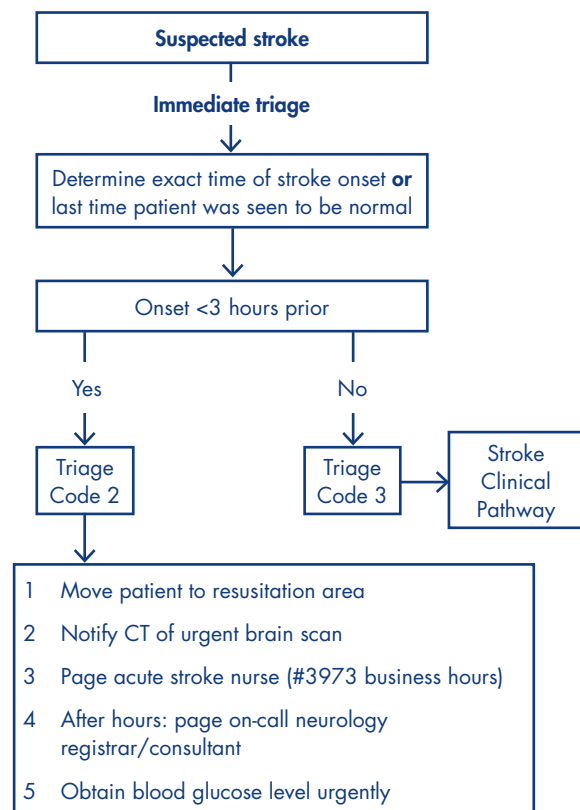 Suspected stroke
Immediate triage
Determine exact time of stroke onset or
last time patient was seen to be normal
Onset <3 hours prior
Yes
No
Triage
Code 2
Triage
Code 3
Stroke
Clinical
Pathway
1 Move patient to resusitation area
2 Notify CT of urgent brain scan
3 Page acute stroke nurse (#3973 business hours)
4 After hours: page on-call neurology
registrar/consultant
5 Obtain blood glucose level urgently